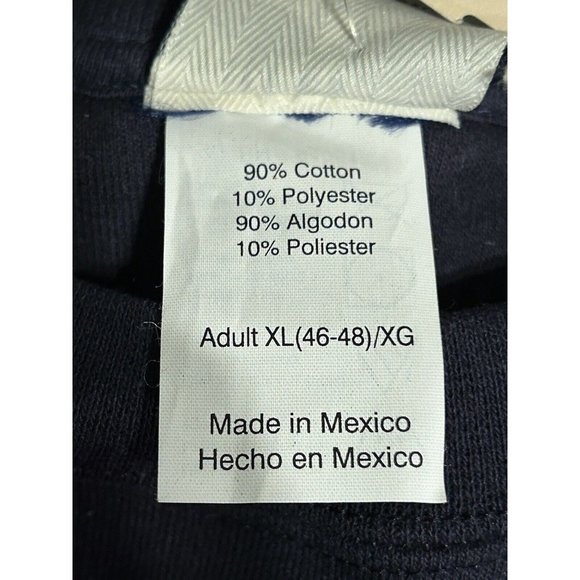 90% Cotton
10% Polyester
90% Algodon
10% Poliester
Adult XL(46-48)/XG
Made in Mexico
Hecho en Mexico